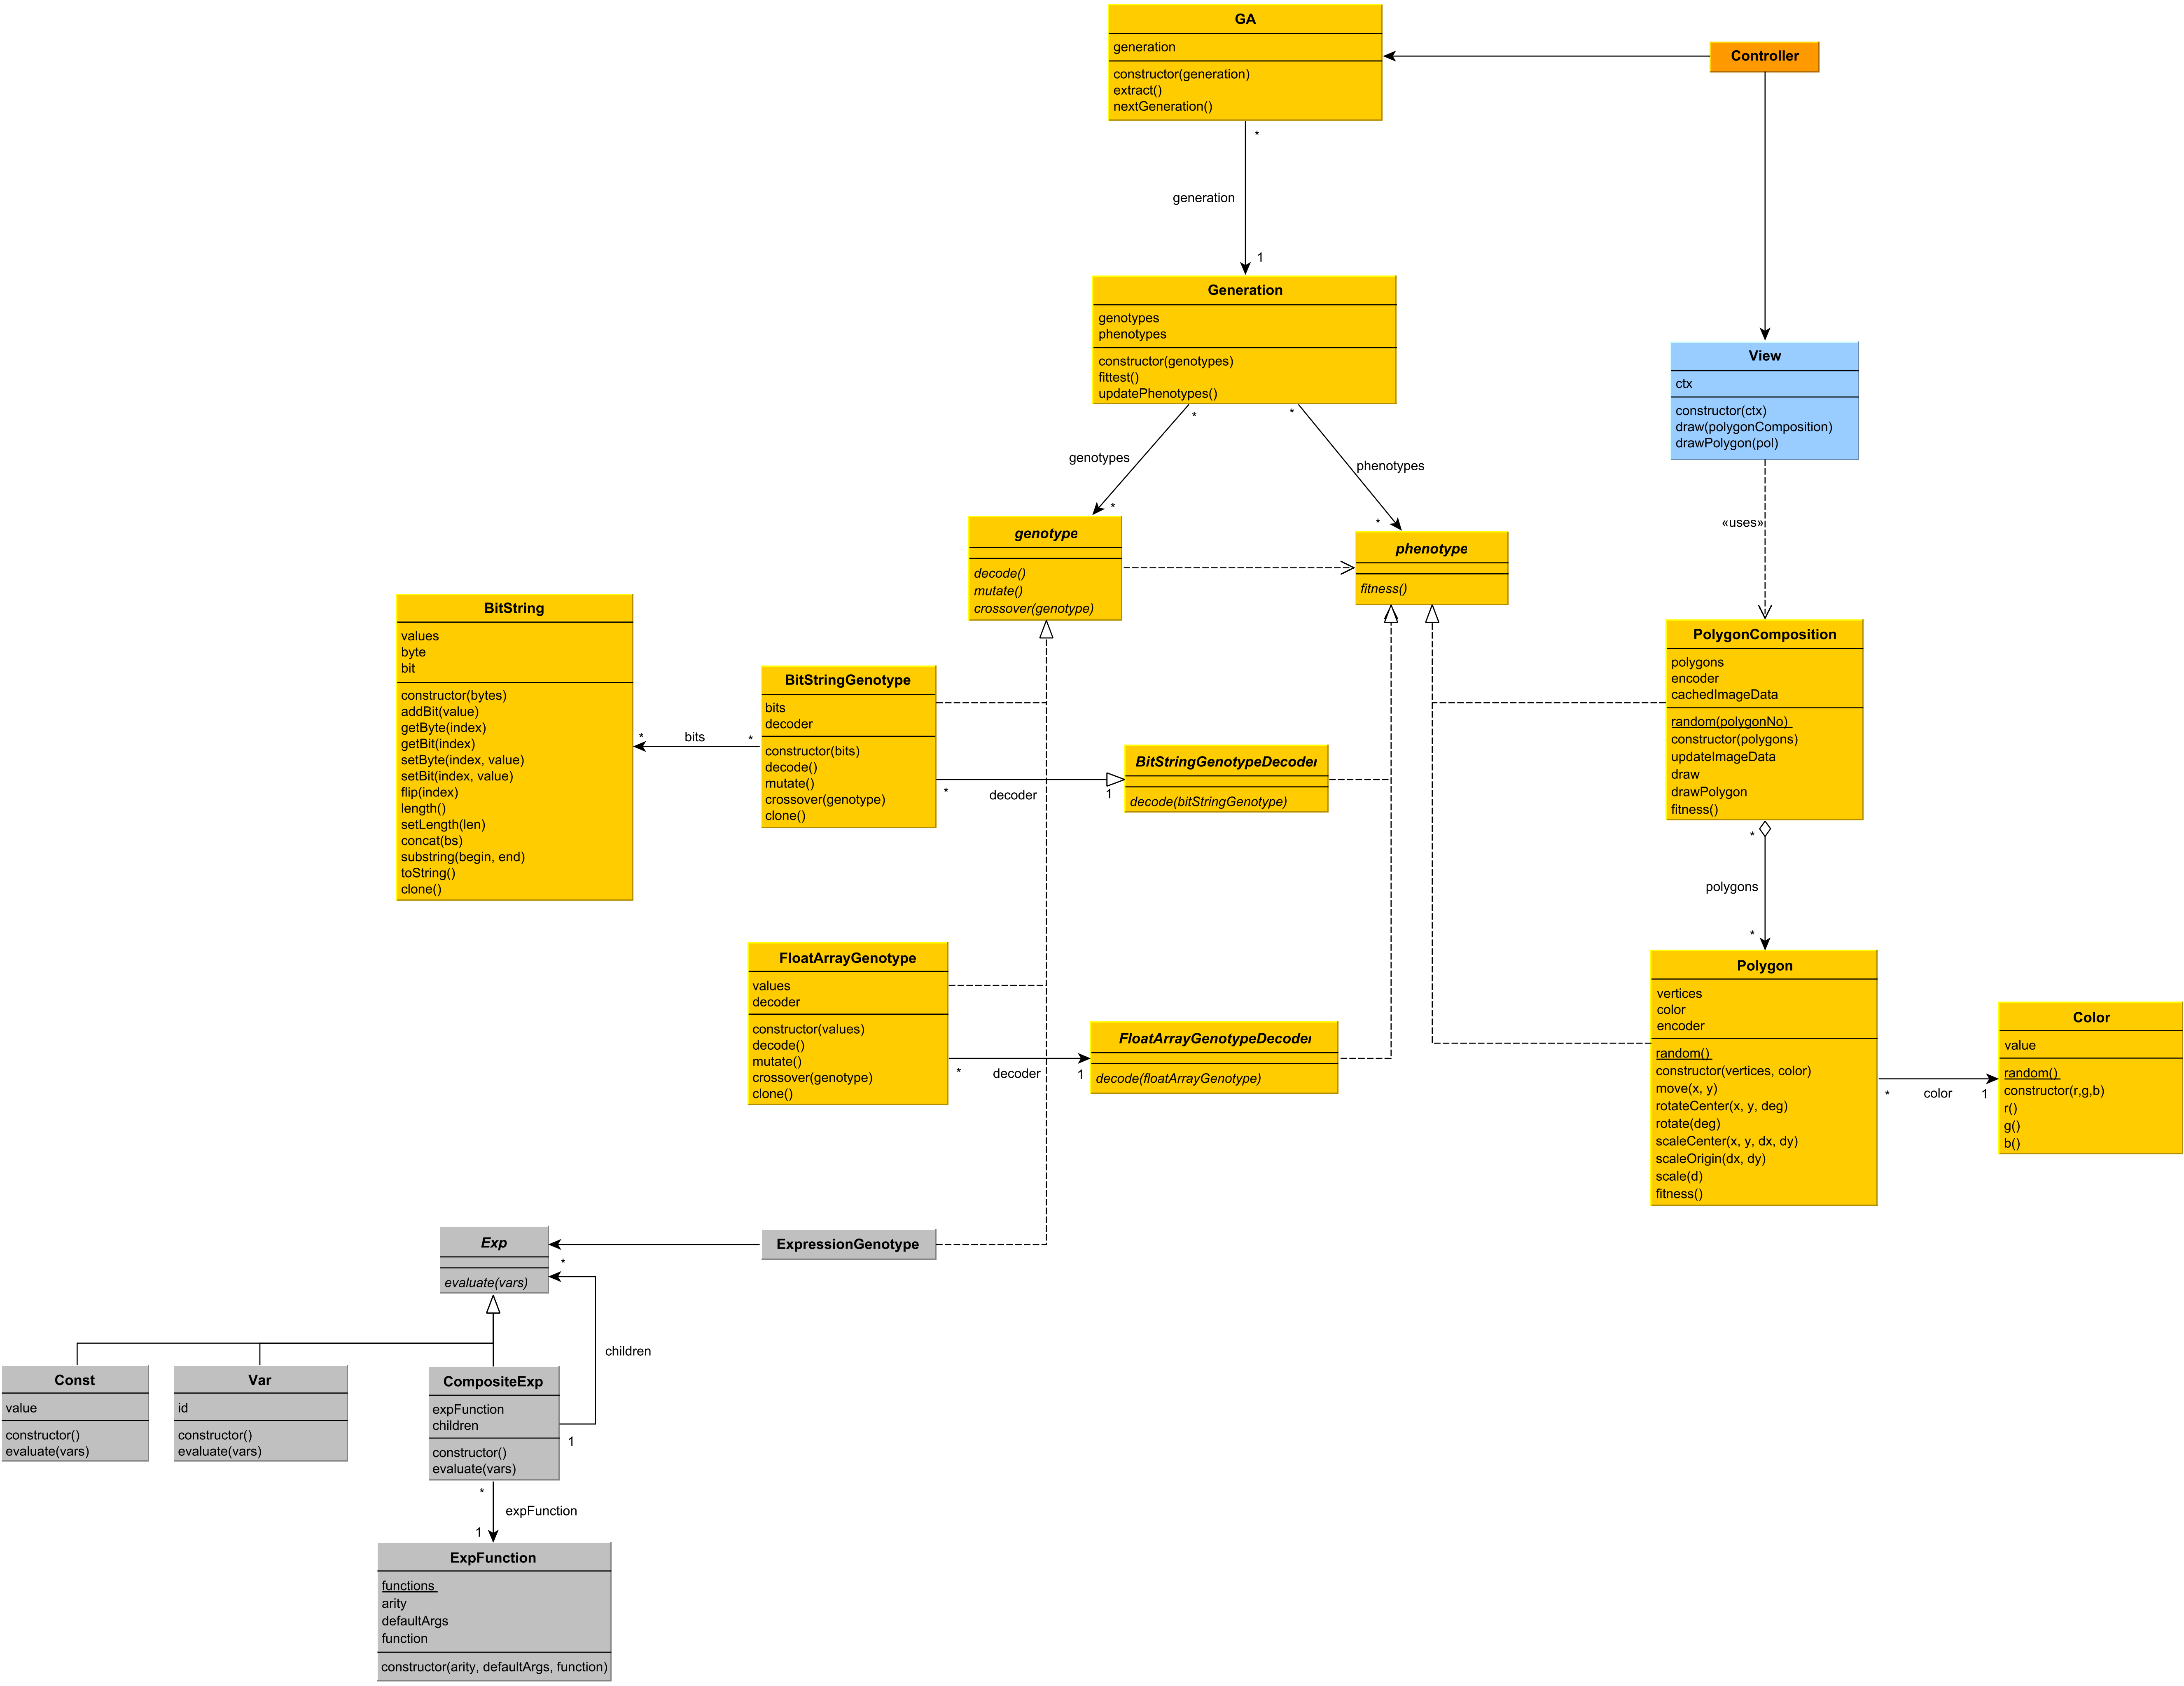 GA
generation
constructor(generation)
extract()
nextGeneration()
Controller
*
generation
1
Generation
genotypes
phenotypes
constructor(genotypes)
fittest()
updatePhenotypes()
View
ctx
constructor(ctx)
draw(polygonComposition)
drawPolygon(pol)
*
*
genotypes
phenotypes
*
*
«uses»
genotype
decode()
mutate()
crossover(genotype)
phenotype
fitness()
BitString
values
byte
bit
constructor(bytes)
addBit(value)
getByte(index)
getBit(index)
setByte(index, value)
setBit(index, value)
flip(index)
length()
setLength(len)
concat(bs)
substring(begin, end)
toString()
clone()
*
bits
*
BitStringGenotype
bits
decoder
constructor(bits)
decode()
mutate()
crossover(genotype)
clone()
*
decoder
1
BitStringGenotypeDecoder
decode(bitStringGenotype)
PolygonComposition
polygons
encoder
cachedImageData
random(polygonNo)
constructor(polygons)
updateImageData
draw
drawPolygon
fitness()
*
polygons
*
FloatArrayGenotype
values
decoder
constructor(values)
decode()
mutate()
crossover(genotype)
clone()
*
decoder
1
FloatArrayGenotypeDecoder
decode(floatArrayGenotype)
Polygon
vertices
color
encoder
random()
constructor(vertices, color)
move(x, y)
rotateCenter(x, y, deg)
rotate(deg)
scaleCenter(x, y, dx, dy)
scaleOrigin(dx, dy)
scale(d)
fitness()
*
color
1
Color
value
random()
constructor(r,g,b)
r()
g()
b()
Exp
evaluate(vars)
*
ExpressionGenotype
children
Const
value
constructor()
evaluate(vars)
Var
id
constructor()
evaluate(vars)
CompositeExp
expFunction
children
constructor()
evaluate(vars)
1
*
expFunction
1
ExpFunction
functions
arity
defaultArgs
function
constructor(arity, defaultArgs, function)